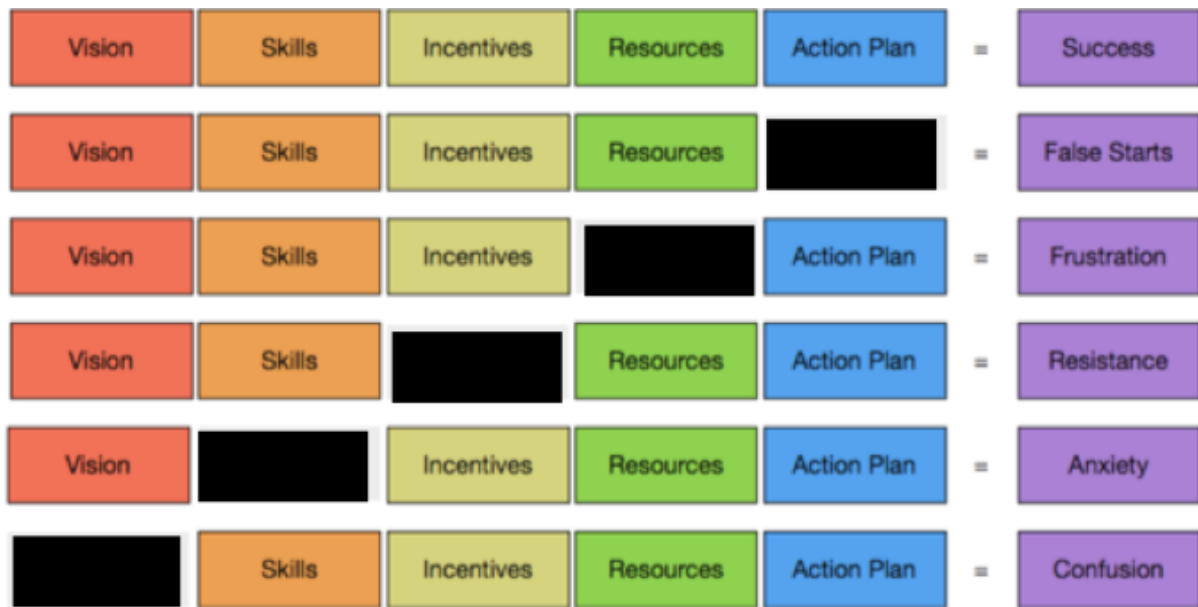 Vision Skills Incentives Resources Action Plan = Success
Vision Skills Incentives Resources = False Starts
Vision Skills Incentives Action Plan = Frustration
Vision Skills Resources Action Plan = Resistance
Vision Incentives Resources Action Plan = Anxiety
Skills Incentives Resources Action Plan = Confusion